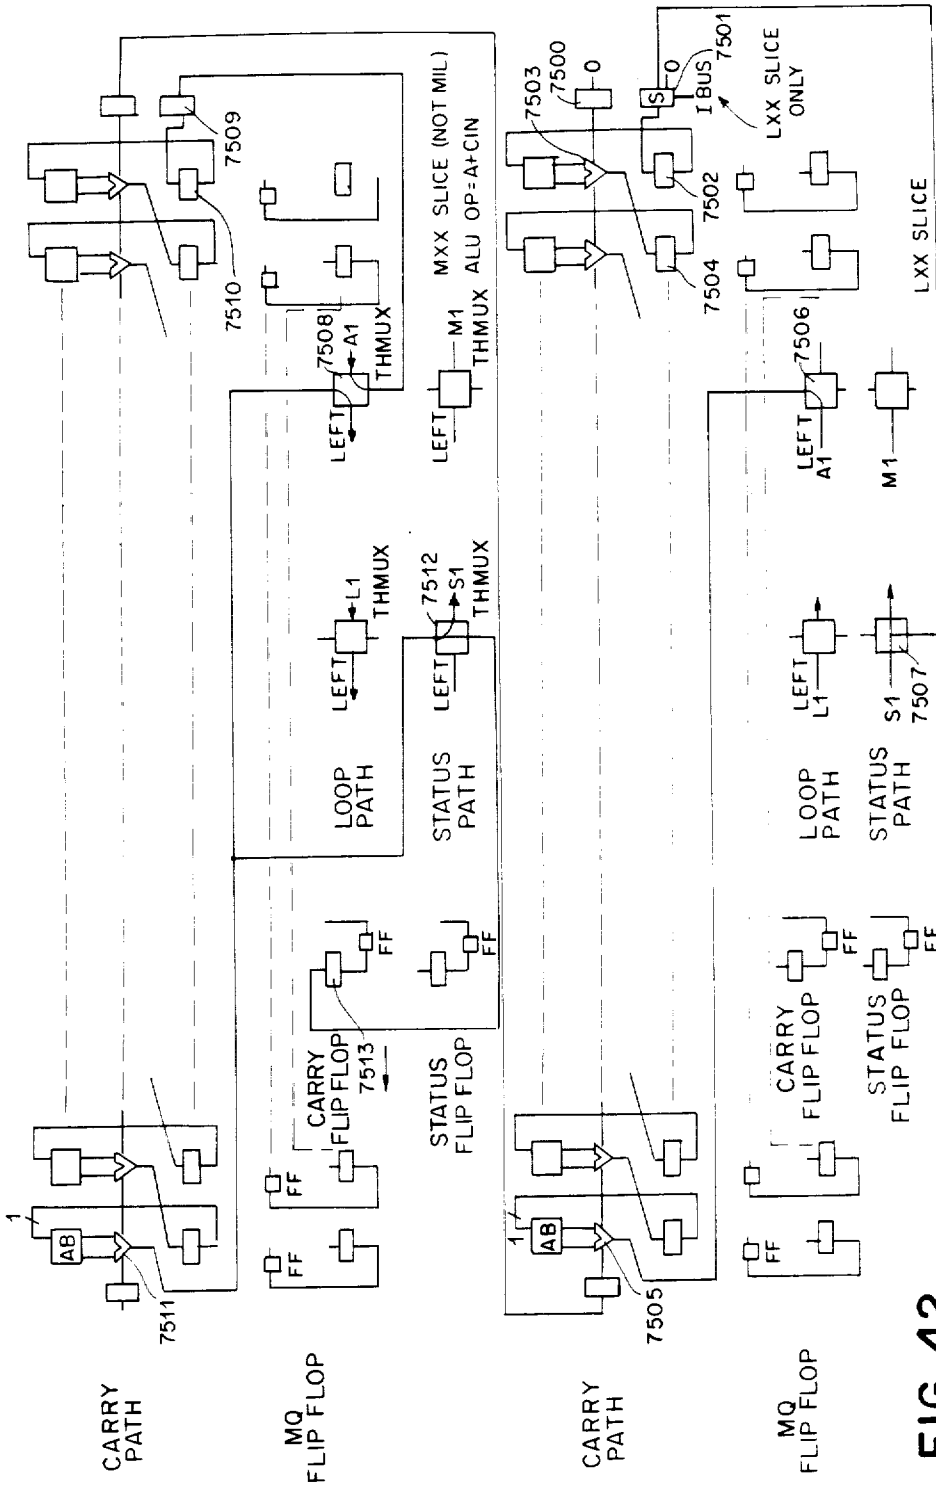 CARRY
PATH
1
AB
7511
7509
7510
MQ
FLIP FLOP
FF
FF
CARRY
FLIP FLOP
7513
FF
STATUS
FLIP FLOP
FF
LOOP
PATH
LEFT
L1
THMUX
STATUS
PATH
LEFT
7512
S1
THMUX
LEFT
7508
A1
THMUX
LEFT
M1
THMUX
MXX SLICE (NOT MIL)
ALU OP=A+CIN
CARRY
PATH
1
AB
7505
7503
7500
0
S
0
7501
I BUS
LXX SLICE
ONLY
7502
7504
MQ
FLIP FLOP
FF
CARRY
FLIP FLOP
FF
STATUS
FLIP FLOP
FF
LOOP
PATH
LEFT
L1
STATUS
PATH
S1
7507
LEFT
A1
7506
M1
LXX SLICE